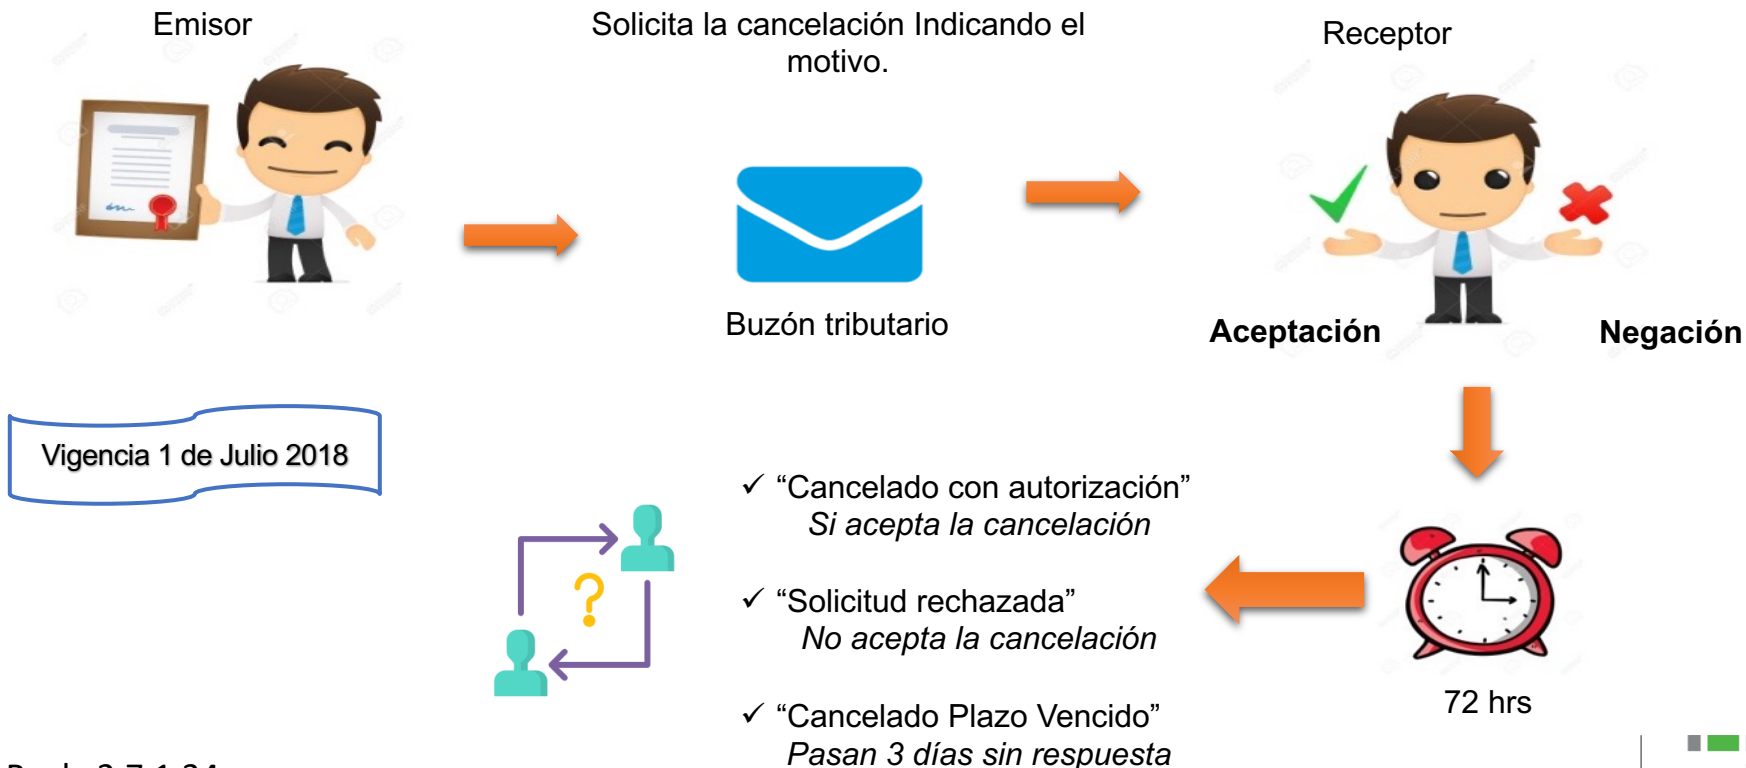 Emisor
Solicita la cancelación Indicando el
motivo.
Receptor
Buzón tributario
Aceptación
Negación
Vigencia 1 de Julio 2018
✓ “Cancelado con autorización”
Si acepta la cancelación
✓ “Solicitud rechazada”
No acepta la cancelación
✓ “Cancelado Plazo Vencido”
Pasan 3 días sin respuesta
72 hrs